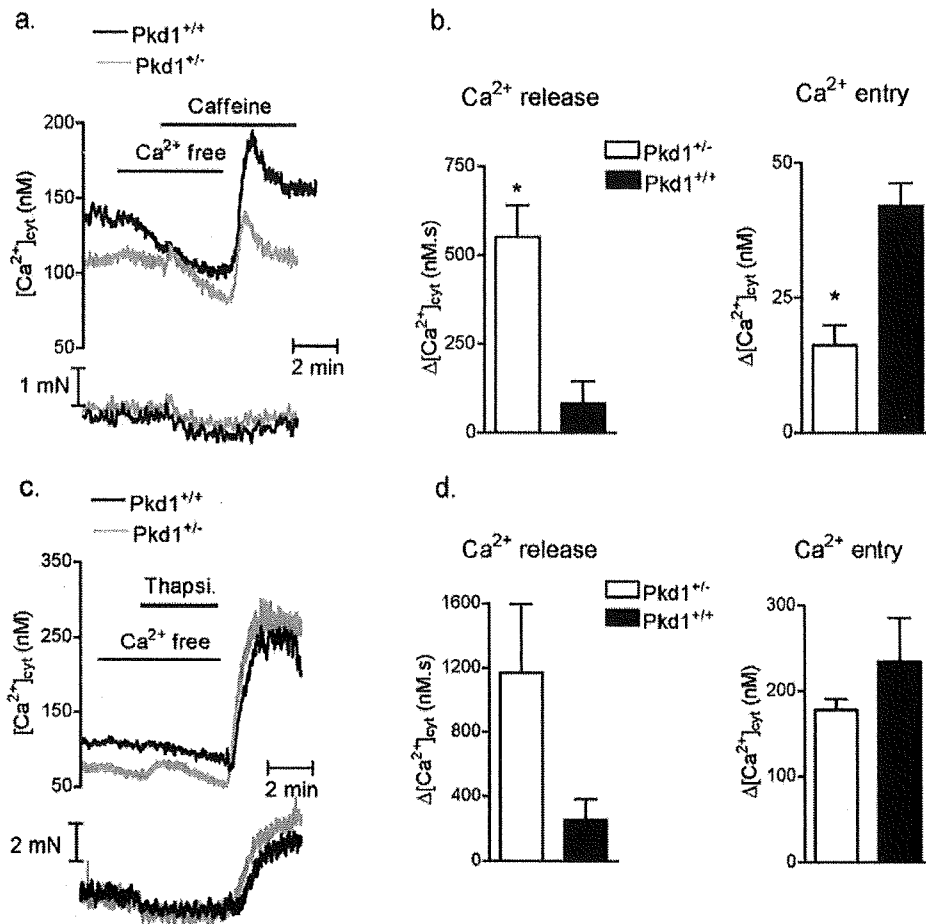 a.
Pkd1+/+
Pkd1+/-
Caffeine
Ca2+ free
200
150
100
50
[Ca2+]cyt (nM)
2 min
1 mN
b.
Ca2+ release
Ca2+ entry
Pkd1+/-
Pkd1+/+
750
500
250
0
Δ[Ca2+]cyt (nM.s)
*
50
25
0
Δ[Ca2+]cyt (nM)
*
c.
Pkd1+/+
Pkd1+/-
Thapsi.
Ca2+ free
350
250
150
50
[Ca2+]cyt (nM)
2 min
2 mN
d.
Ca2+ release
Ca2+ entry
Pkd1+/-
Pkd1+/+
1600
1200
800
400
0
Δ[Ca2+]cyt (nM.s)
300
200
100
0
Δ[Ca2+]cyt (nM)